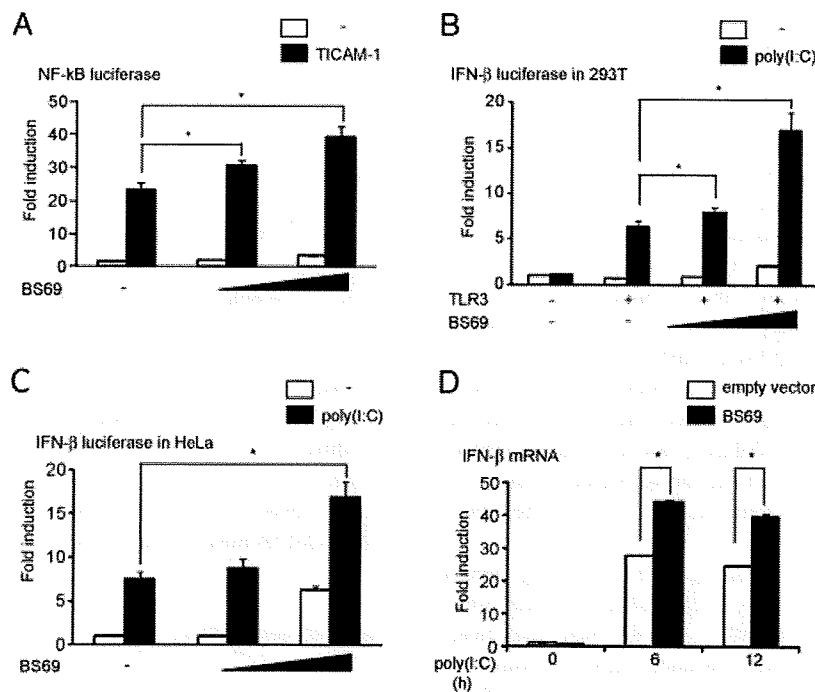 A
-
TICAM-1
NF-kB luciferase
*
*
Fold induction
50
40
30
20
10
0
BS69
-
B
-
poly(I:C)
IFN-β luciferase in 293T
*
*
Fold induction
20
15
10
5
0
TLR3 - + + +
BS69 - -
C
-
poly(I:C)
IFN-β luciferase in HeLa
*
Fold induction
20
15
10
5
0
BS69
-
D
empty vector
BS69
IFN-β mRNA
* *
Fold induction
50
40
30
20
10
0
poly(I:C) 0 6 12
(h)